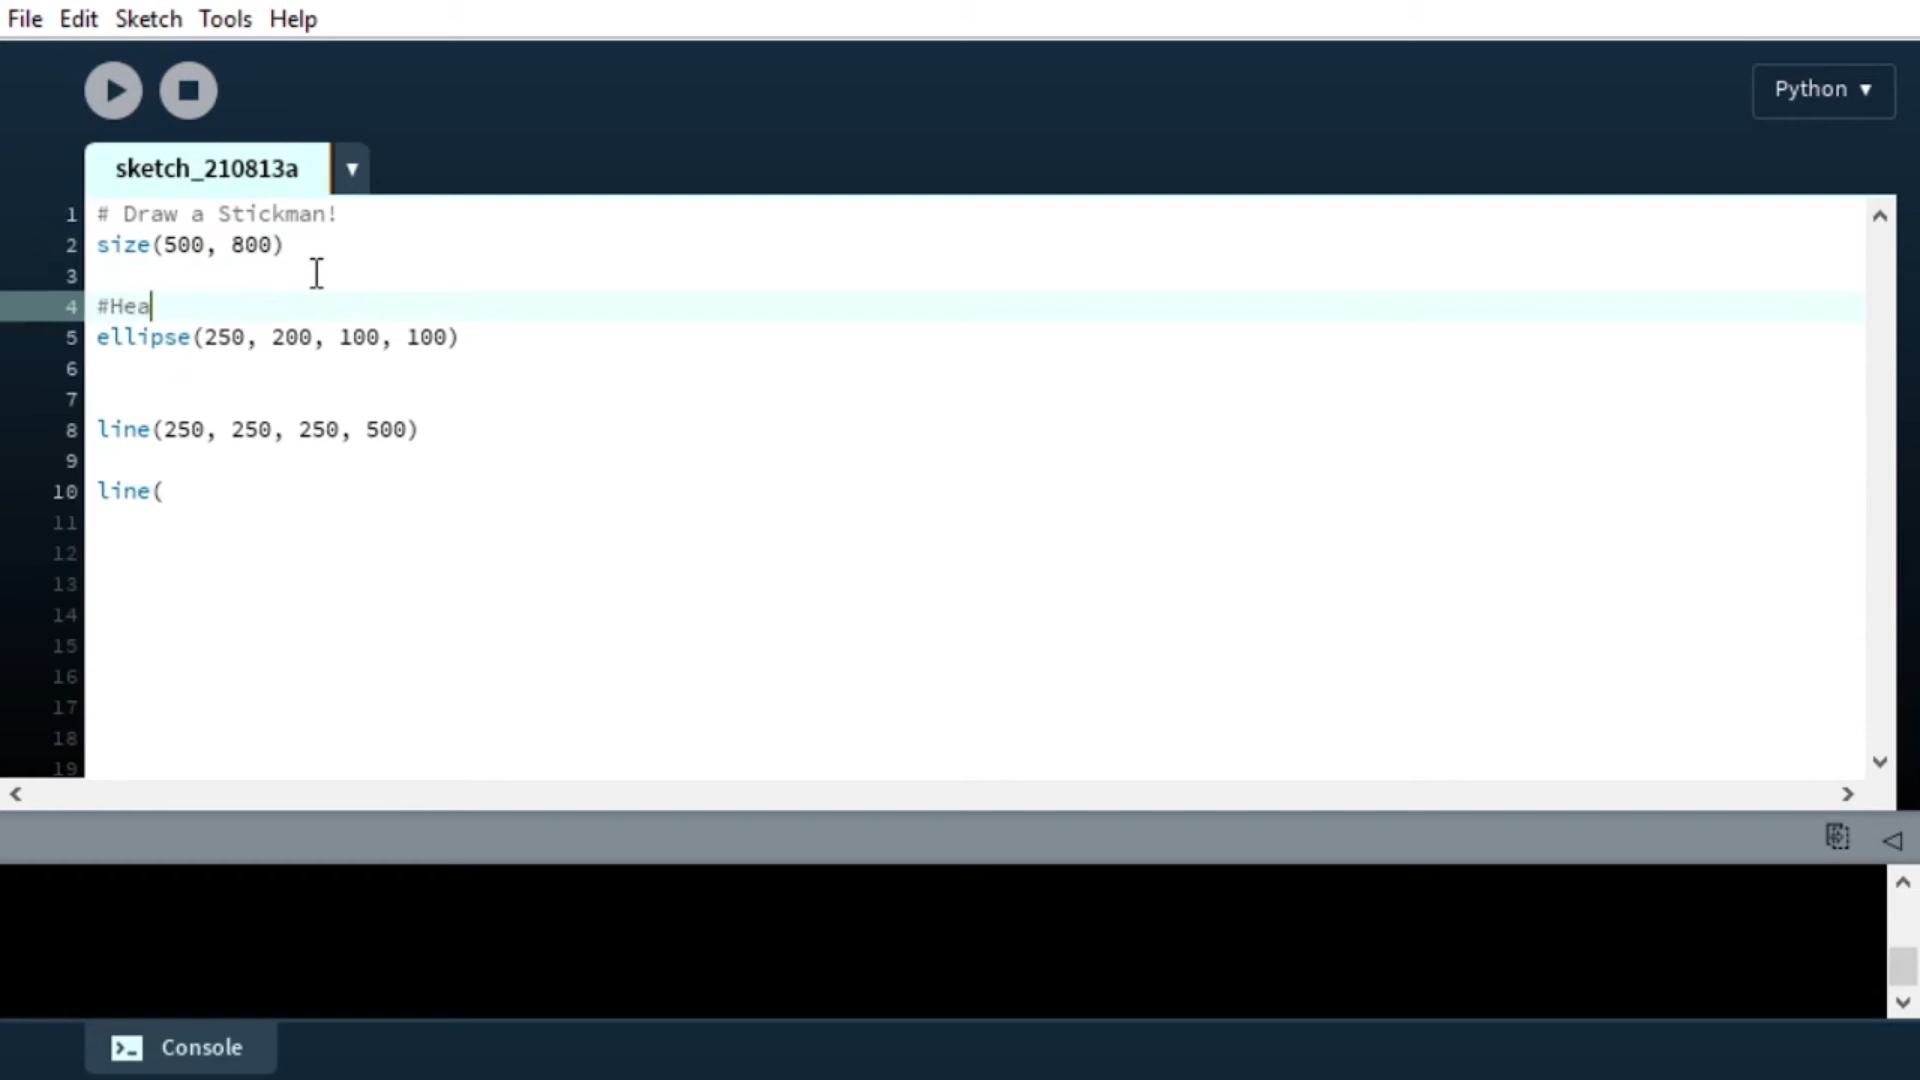 File Edit Sketch Tools Help
Python ▼
sketch_210813a ▼
1 # Draw a Stickman!
2 size(500, 800)
3
4 #Hea
5 ellipse(250, 200, 100, 100)
6
7
8 line(250, 250, 250, 500)
9
10 line(
11
12
13
14
15
16
17
18
19
Console